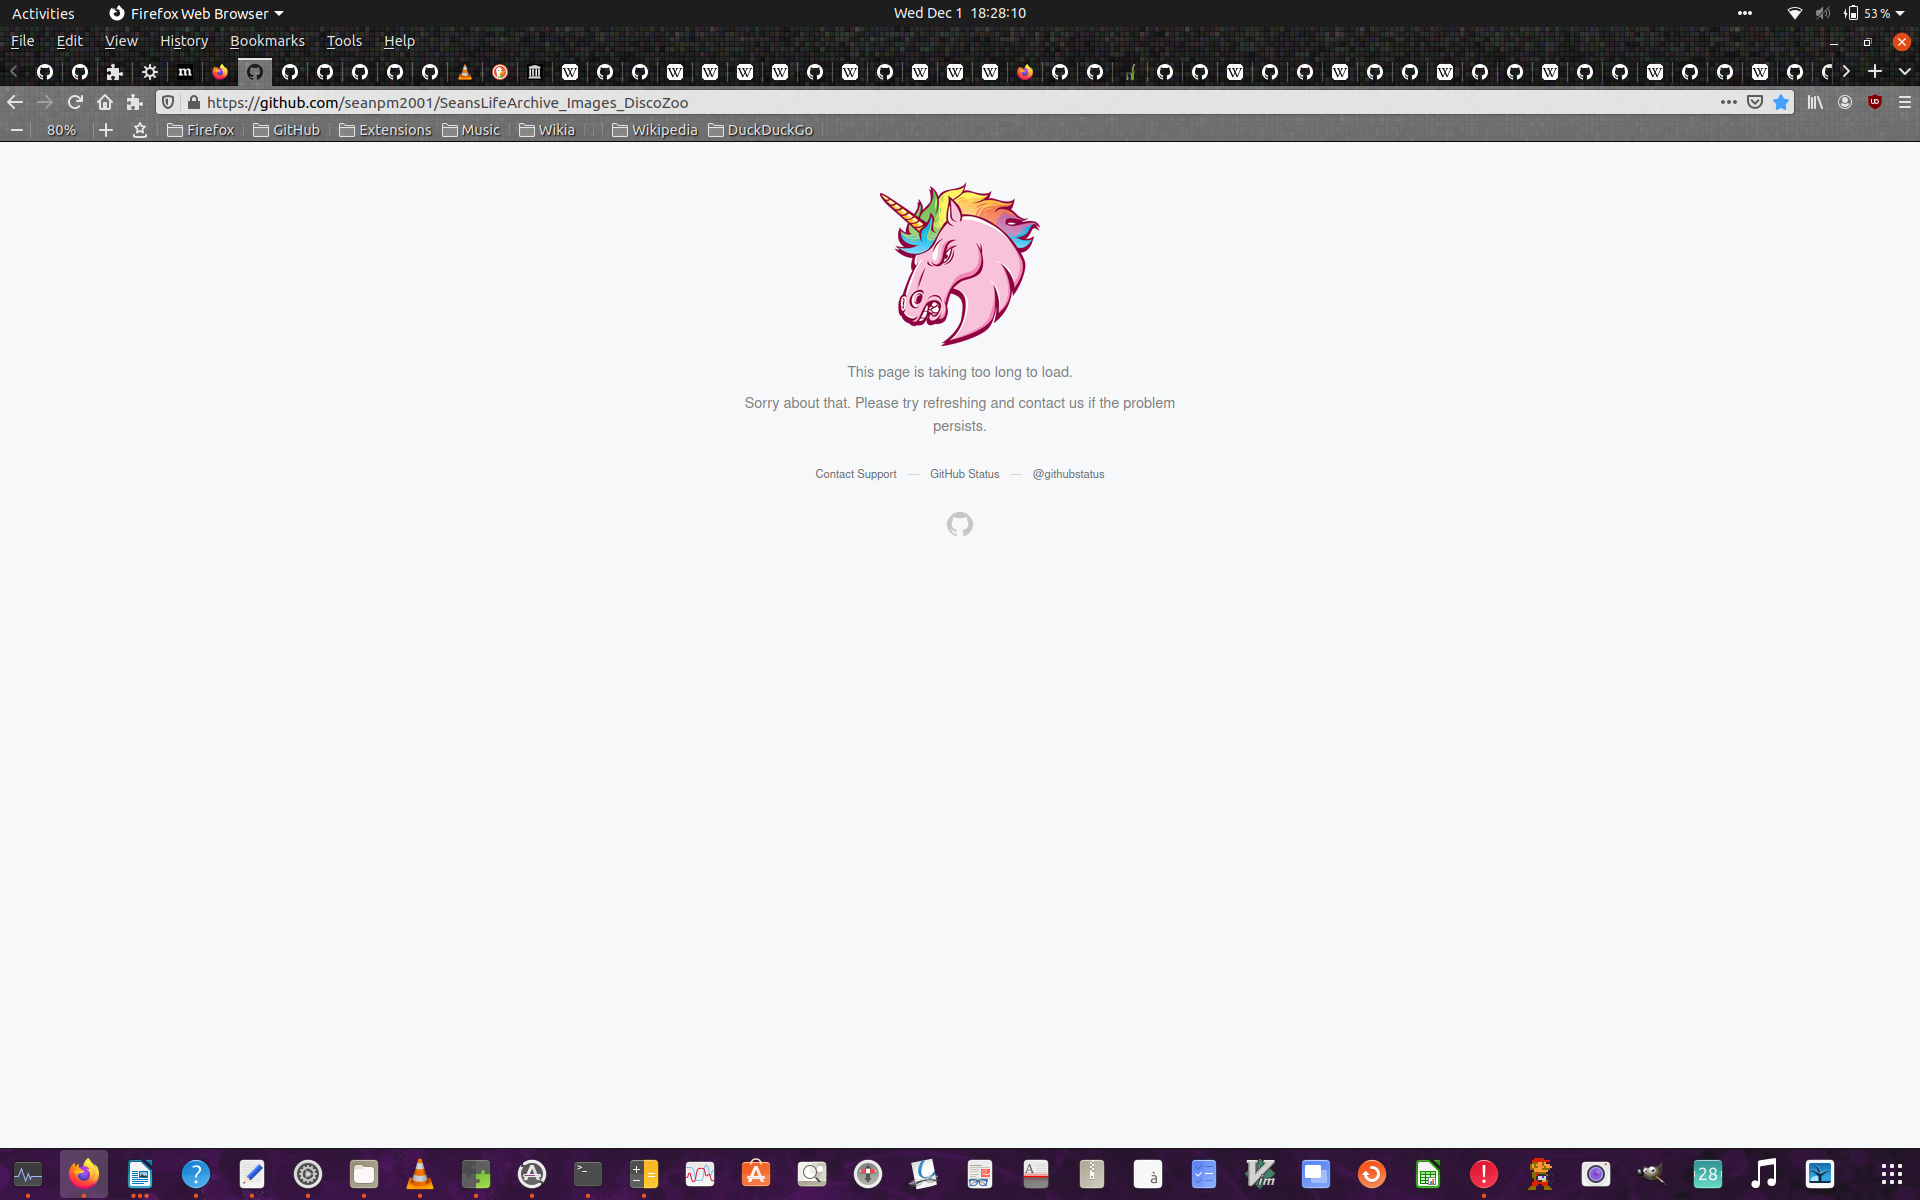 Activities Firefox Web Browser Wed Dec 1 18:28:10 53 %
File Edit View History Bookmarks Tools Help
https://github.com/seanpm2001/SeansLifeArchive_Images_DiscoZoo
80% Firefox GitHub Extensions Music Wikia Wikipedia DuckDuckGo
This page is taking too long to load.
Sorry about that. Please try refreshing and contact us if the problem
persists.
Contact Support — GitHub Status — @githubstatus
28